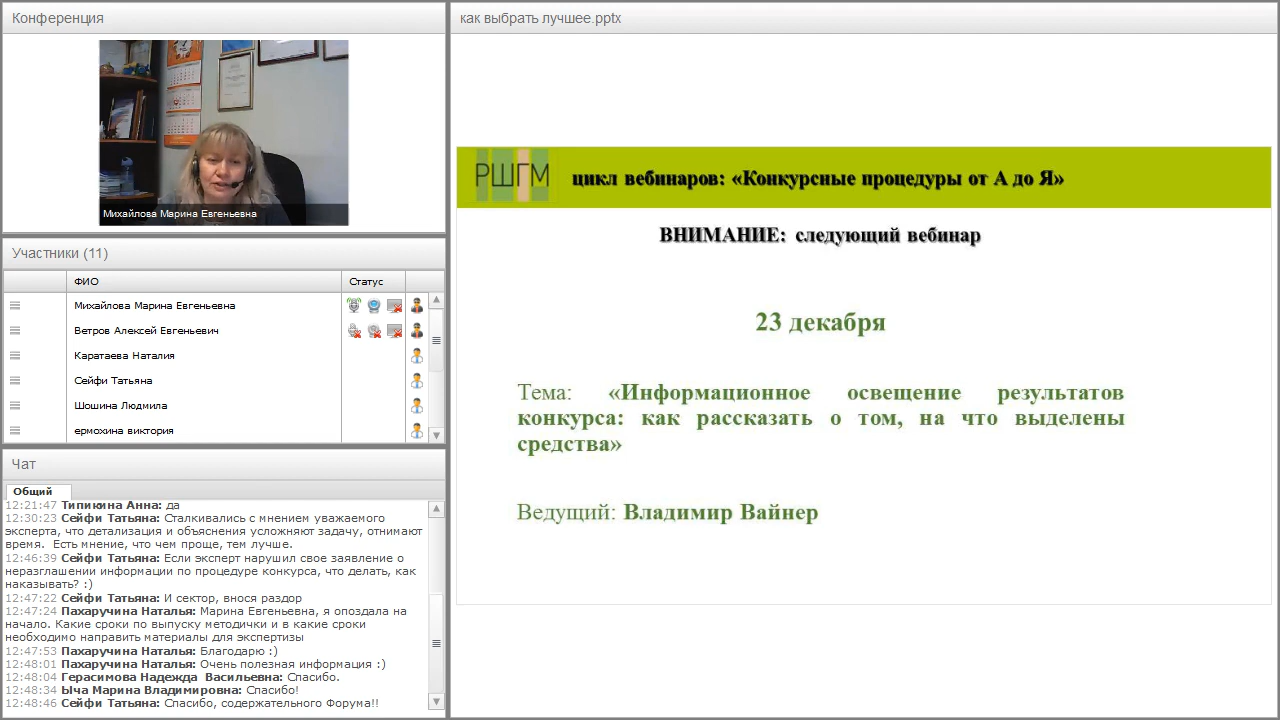 Конференция
Михайлова Марина Евгеньевна
Участники (11)
ФИО Статус
Михайлова Марина Евгеньевна
Ветров Алексей Евгеньевич
Каратаева Наталия
Сейфи Татьяна
Шошина Людмила
ермохина виктория
Чат
Общий
12:21:47 Типикина Анна: да
12:30:23 Сейфи Татьяна: Сталкивались с мнением уважаемого
эксперта, что детализация и объяснения усложняют задачу, отнимают
время. Есть мнение, что чем проще, тем лучше.
12:46:39 Сейфи Татьяна: Если эксперт нарушил свое заявление о
неразглашении информации по процедуре конкурса, что делать, как
наказывать? :)
12:47:22 Сейфи Татьяна: И сектор, внося раздор
12:47:24 Пахаручина Наталья: Марина Евгеньевна, я опоздала на
начало. Какие сроки по выпуску методички и в какие сроки
необходимо направить материалы для экспертизы
12:47:53 Пахаручина Наталья: Благодарю :)
12:48:01 Пахаручина Наталья: Очень полезная информация :)
12:48:04 Герасимова Надежда Васильевна: Спасибо.
12:48:34 Ыча Марина Владимировна: Спасибо!
12:48:46 Сейфи Татьяна: Спасибо, содержательного Форума!!
как выбрать лучшее.pptx
РШГМ
цикл вебинаров: «Конкурсные процедуры от А до Я»
ВНИМАНИЕ: следующий вебинар
23 декабря
Тема: «Информационное освещение результатов
конкурса: как рассказать о том, на что выделены
средства»
Ведущий: Владимир Вайнер